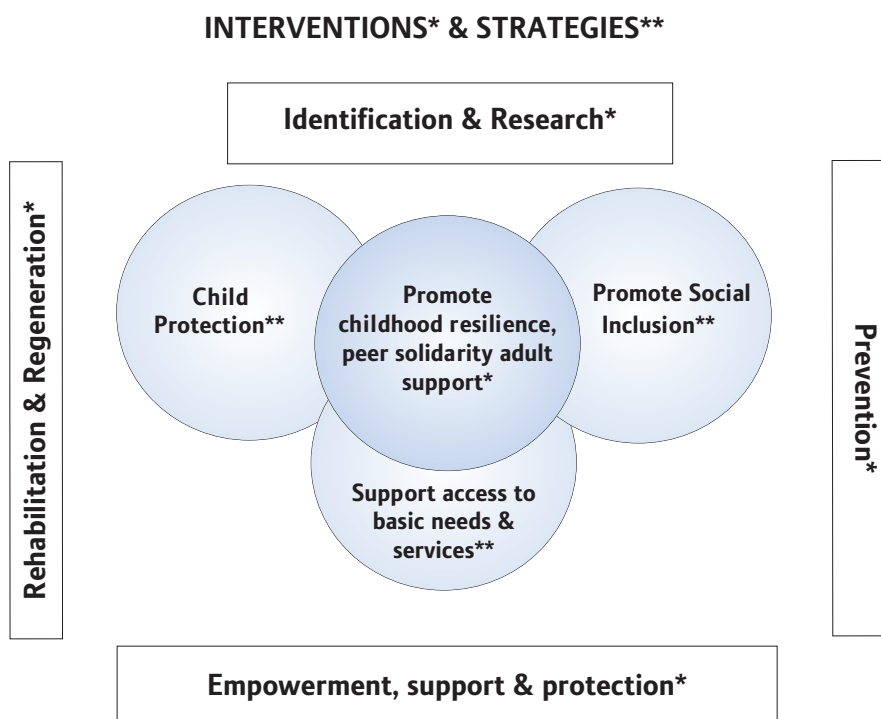 INTERVENTIONS* & STRATEGIES**
Identification & Research*
Rehabilitation & Regeneration*
Child
Protection**
Promote
childhood resilience,
peer solidarity adult
support*
Promote Social
Inclusion**
Prevention*
Support access to
basic needs &
services**
Empowerment, support & protection*